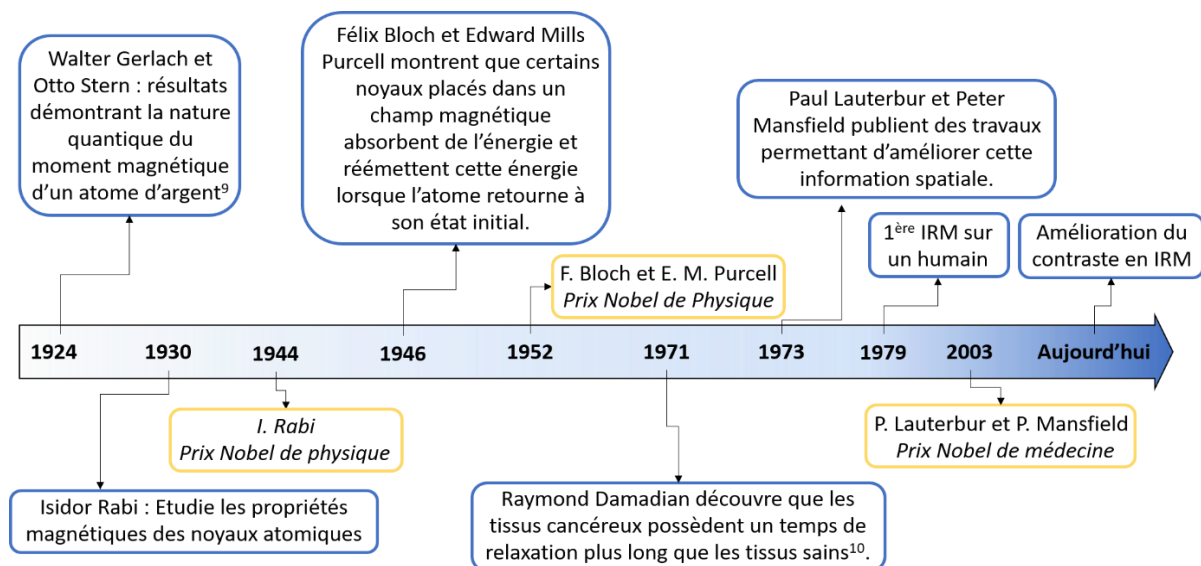 Walter Gerlach et
Otto Stern : résultats
démontrant la nature
quantique du
moment magnétique
d’un atome d’argent⁹
Félix Bloch et Edward Mills
Purcell montrent que certains
noyaux placés dans un
champ magnétique
absorbent de l’énergie et
réémettent cette énergie
lorsque l’atome retourne à
son état initial.
Paul Lauterbur et Peter
Mansfield publient des travaux
permettant d’améliorer cette
information spatiale.
1ère IRM sur
un humain
Amélioration du
contraste en IRM
F. Bloch et E. M. Purcell
Prix Nobel de Physique
1924 1930 1944 1946 1952 1971 1973 1979 2003 Aujourd’hui
I. Rabi
Prix Nobel de physique
P. Lauterbur et P. Mansfield
Prix Nobel de médecine
Isidor Rabi : Etudie les propriétés
magnétiques des noyaux atomiques
Raymond Damadian découvre que les
tissus cancéreux possèdent un temps de
relaxation plus long que les tissus sains¹⁰.